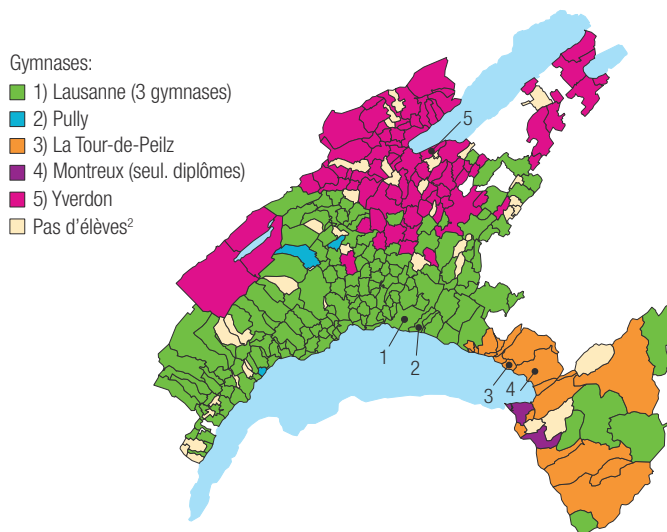 Gymnases:
1) Lausanne (3 gymnases)
2) Pully
3) La Tour-de-Peilz
4) Montreux (seul. diplômes)
5) Yverdon
Pas d'élèves²
5
1
2
3
4